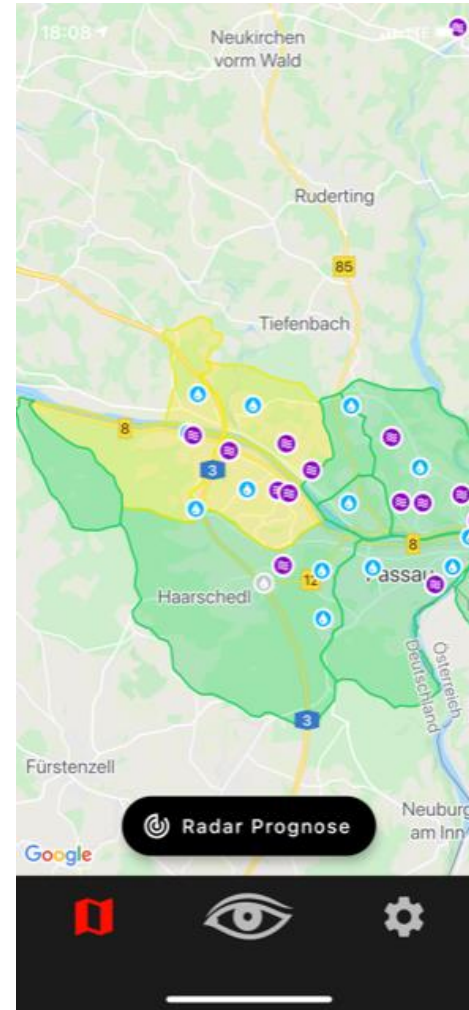 18:08
Neukirchen
vorm Wald
Ruderting
85
Tiefenbach
8
3
8
12
Passau
Haarschedl
Österreich
Deutschland
3
Fürstenzell
Radar Prognose
Neuburg
am Inn
Google